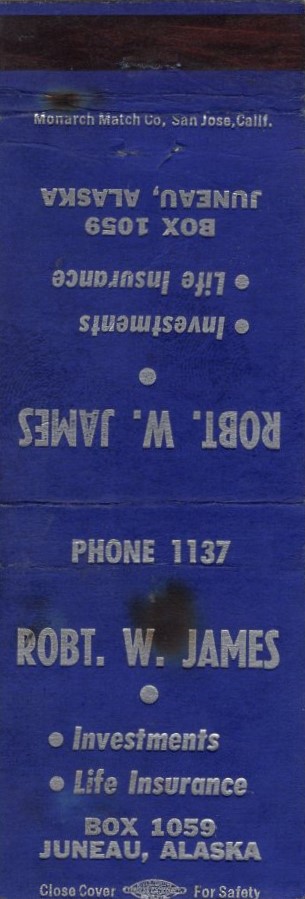 Monarch Match Co, San Jose, Calif.
ROBT. W. JAMES
• Investments
• Life Insurance
BOX 1059
JUNEAU, ALASKA
PHONE 1137
ROBT. W. JAMES
• Investments
• Life Insurance
BOX 1059
JUNEAU, ALASKA
Close Cover For Safety